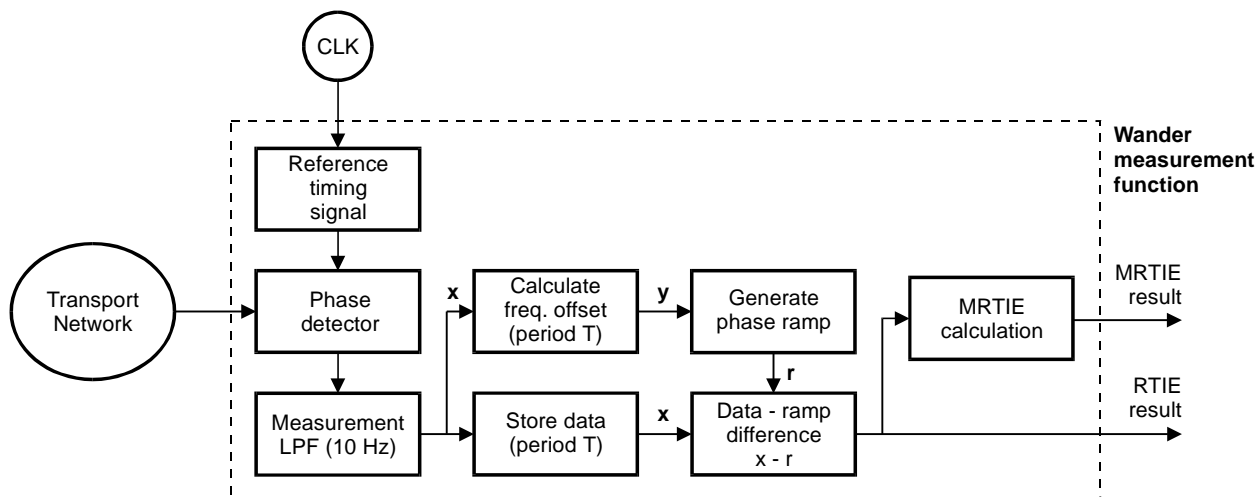 CLK
Wander
measurement
function
Reference
timing
signal
Transport
Network
Phase
detector
x
Calculate
freq. offset
(period T)
y
Generate
phase ramp
MRTIE
calculation
MRTIE
result
r
Measurement
LPF (10 Hz)
Store data
(period T)
x
Data - ramp
difference
x - r
RTIE
result